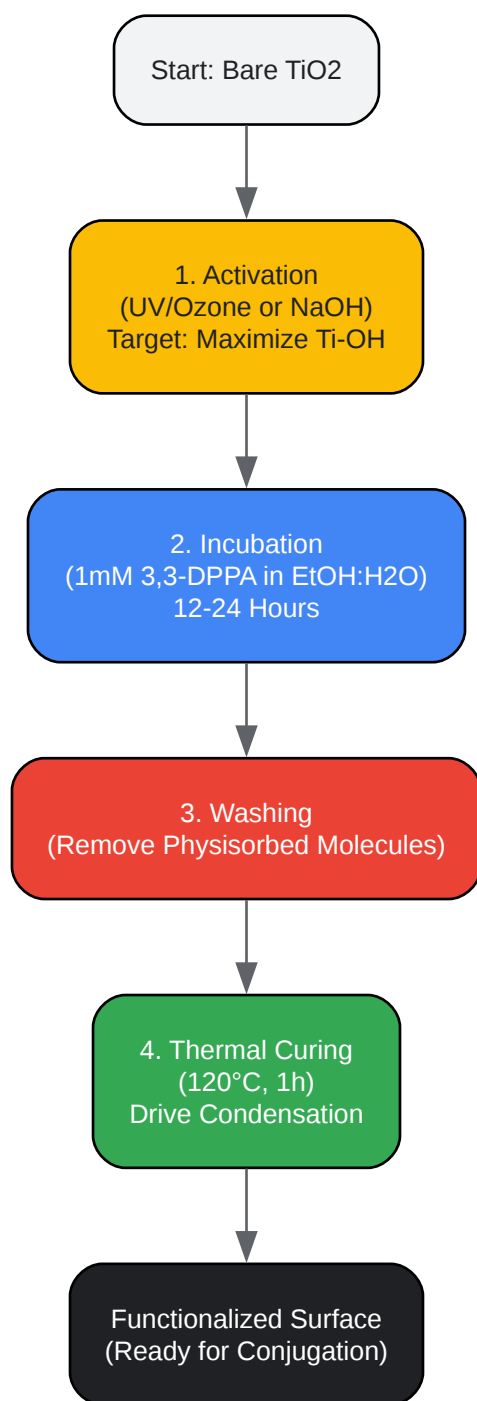 Start: Bare TiO2
1. Activation
(UV/Ozone or NaOH)
Target: Maximize Ti-OH
2. Incubation
(1mM 3,3-DPPA in EtOH:H2O)
12-24 Hours
3. Washing
(Remove Physisorbed Molecules)
4. Thermal Curing
(120°C, 1h)
Drive Condensation
Functionalized Surface
(Ready for Conjugation)